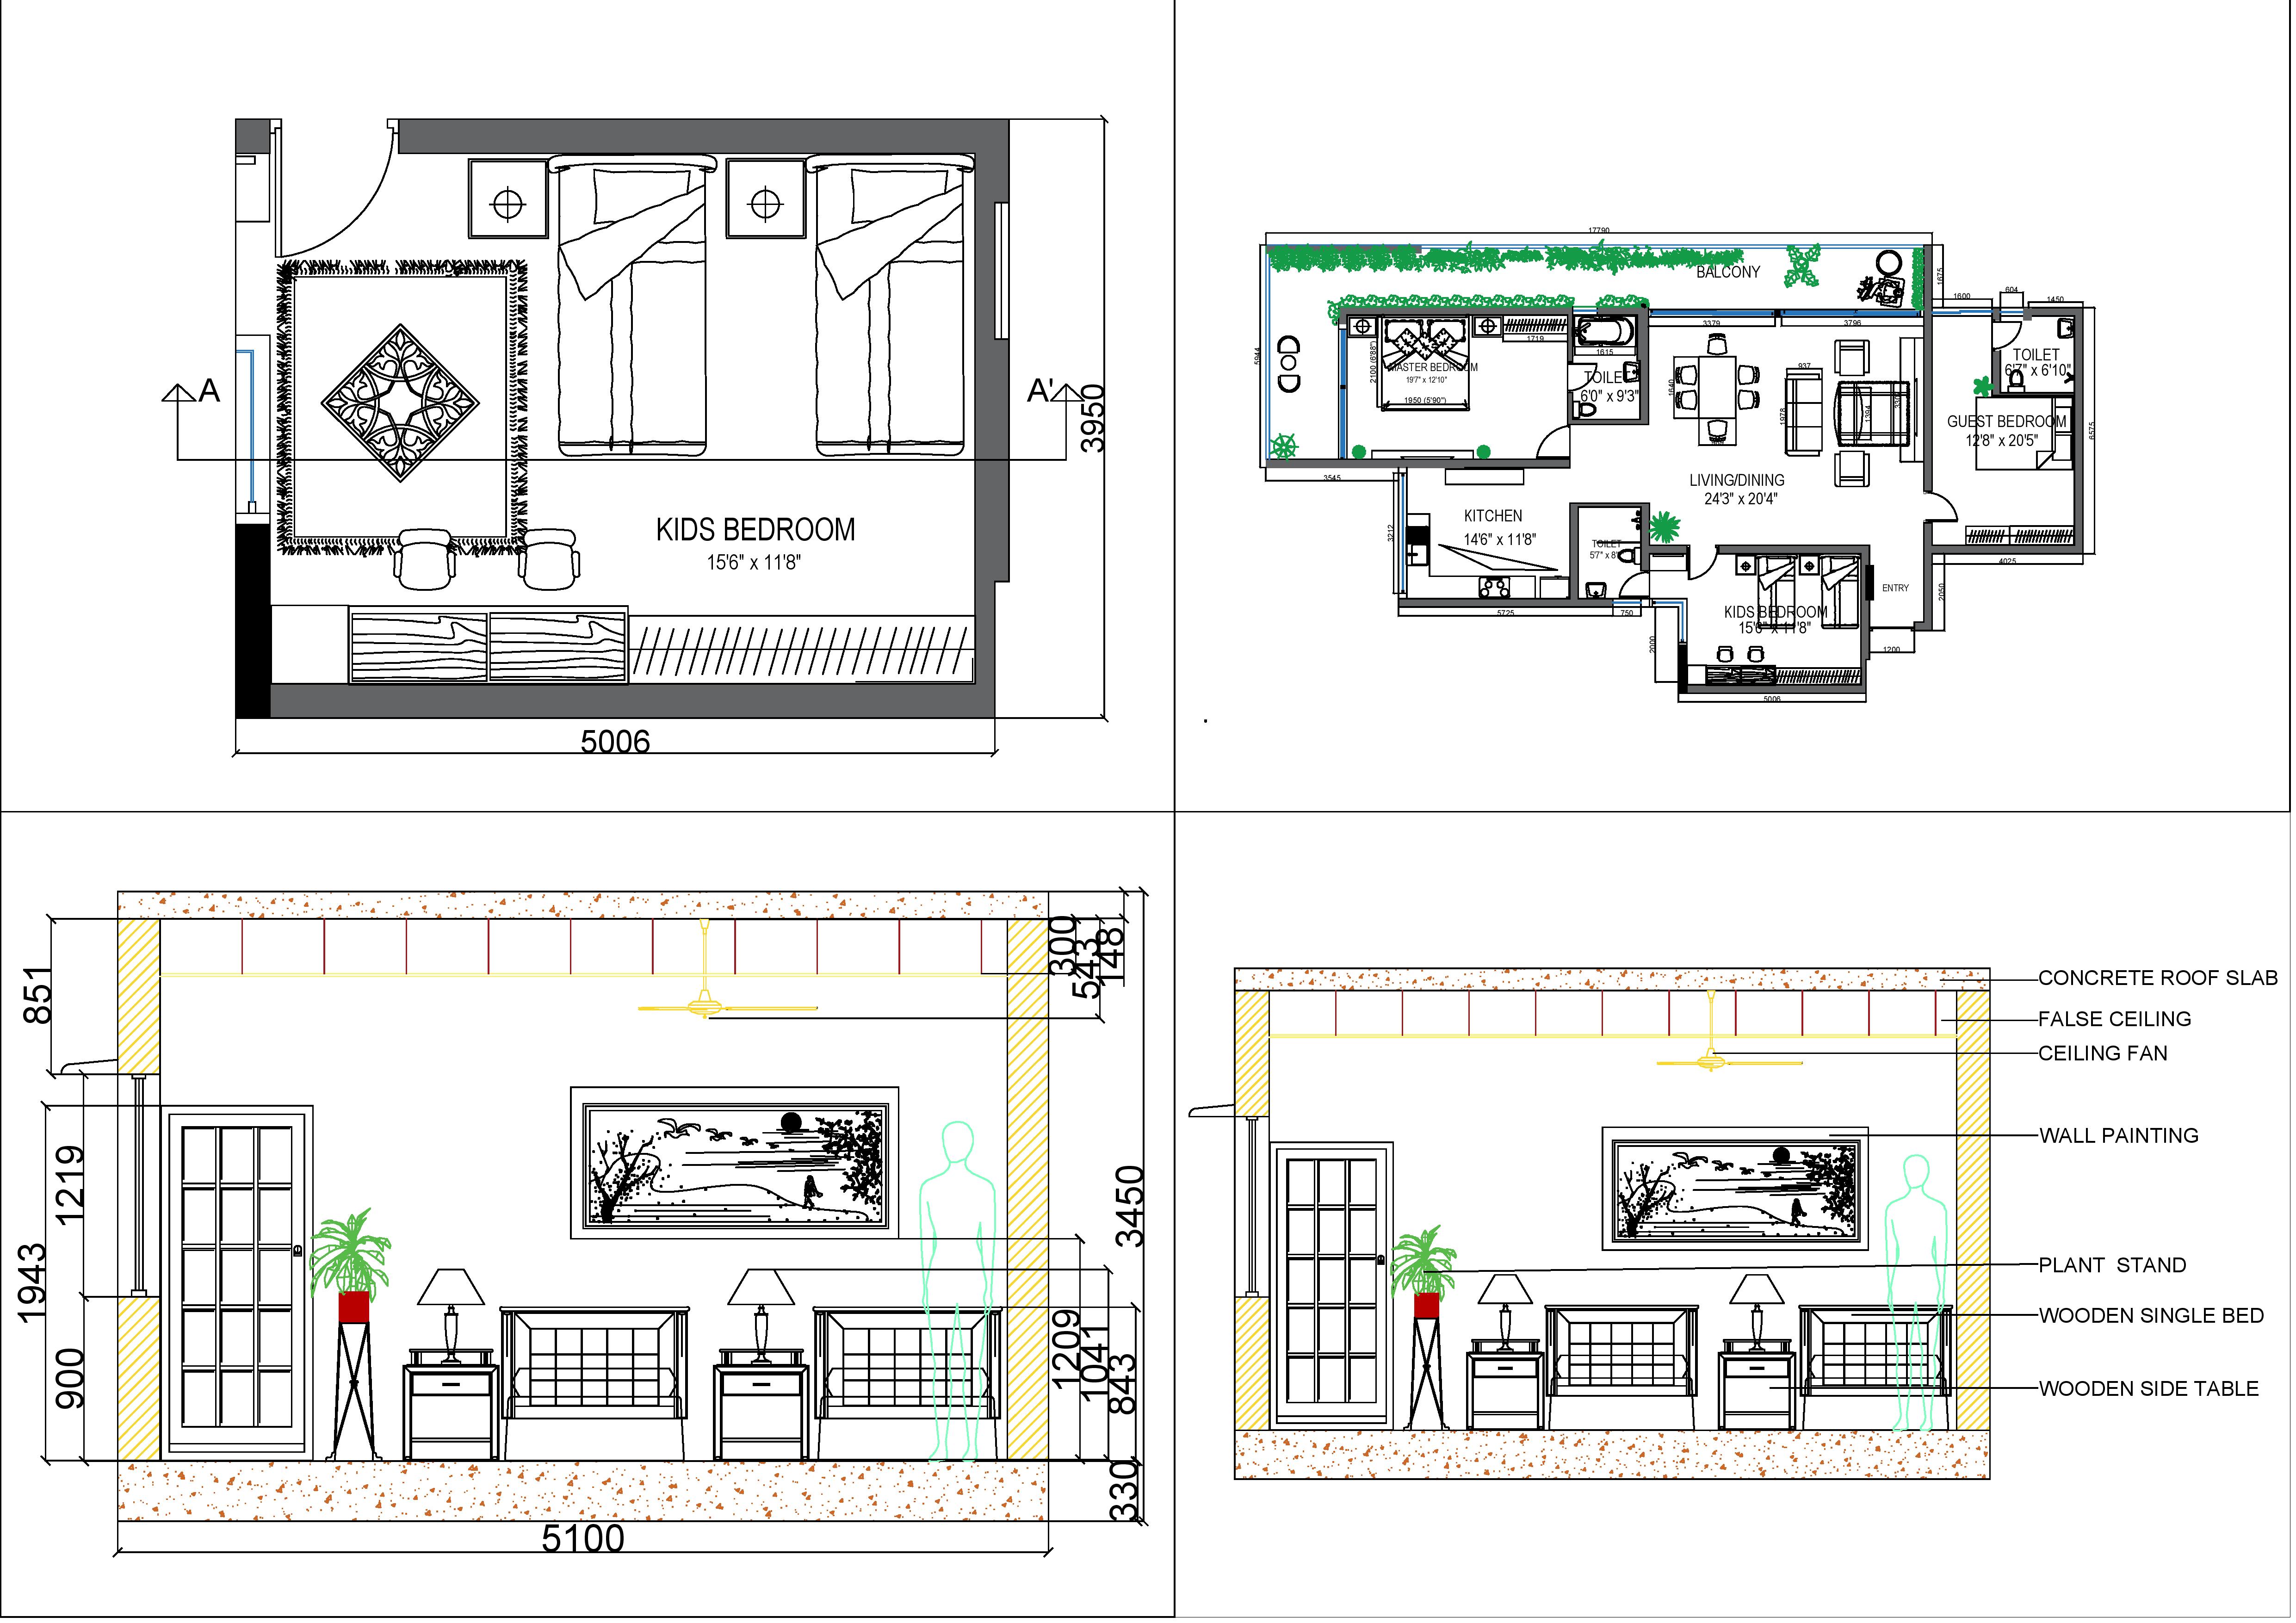 A
A'
3950
KIDS BEDROOM
15'6" x 11'8"
5006
17790
BALCONY
1675
1600
604
1450
3379
3796
5944
1719
1615
2100 (6'88")
MASTER BEDROOM
19'7" x 12'10"
1950 (5'90")
TOILET
6'0" x 9'3"
1640
937
1978
1394
TOILET
6'7" x 6'10"
GUEST BEDROOM
12'8" x 20'5"
6575
LIVING/DINING
24'3" x 20'4"
3545
3212
KITCHEN
14'6" x 11'8"
TOILET
5'7" x 8'
4025
ENTRY
2050
KIDS BEDROOM
15'6" x 11'8"
5725
750
2000
1200
5006
851
300
543
148
1219
1943
900
3450
1209
1041
843
330
5100
CONCRETE ROOF SLAB
FALSE CEILING
CEILING FAN
WALL PAINTING
PLANT STAND
WOODEN SINGLE BED
WOODEN SIDE TABLE